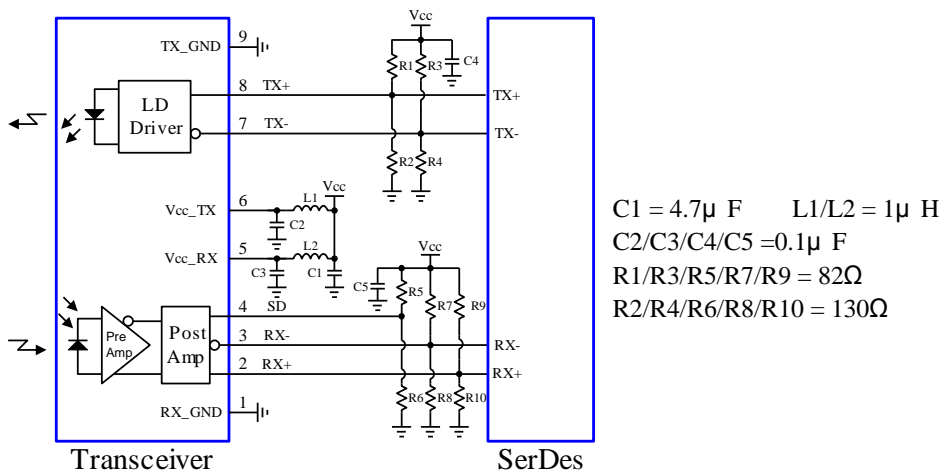 TX_GND
9
Vcc
R1
R3
C4
8
TX+
TX+
LD
Driver
7
TX-
TX-
R2
R4
Vcc_TX
6
L1
Vcc
C2
Vcc_RX
5
L2
C3
C1
Vcc
C5
R5
R7
R9
4
SD
Pre
Amp
Post
Amp
3
RX-
RX-
2
RX+
RX+
R6
R8
R10
RX_GND
1
Transceiver
SerDes
C1 = 4.7μ F L1/L2 = 1μ H
C2/C3/C4/C5 =0.1μ F
R1/R3/R5/R7/R9 = 82Ω
R2/R4/R6/R8/R10 = 130Ω